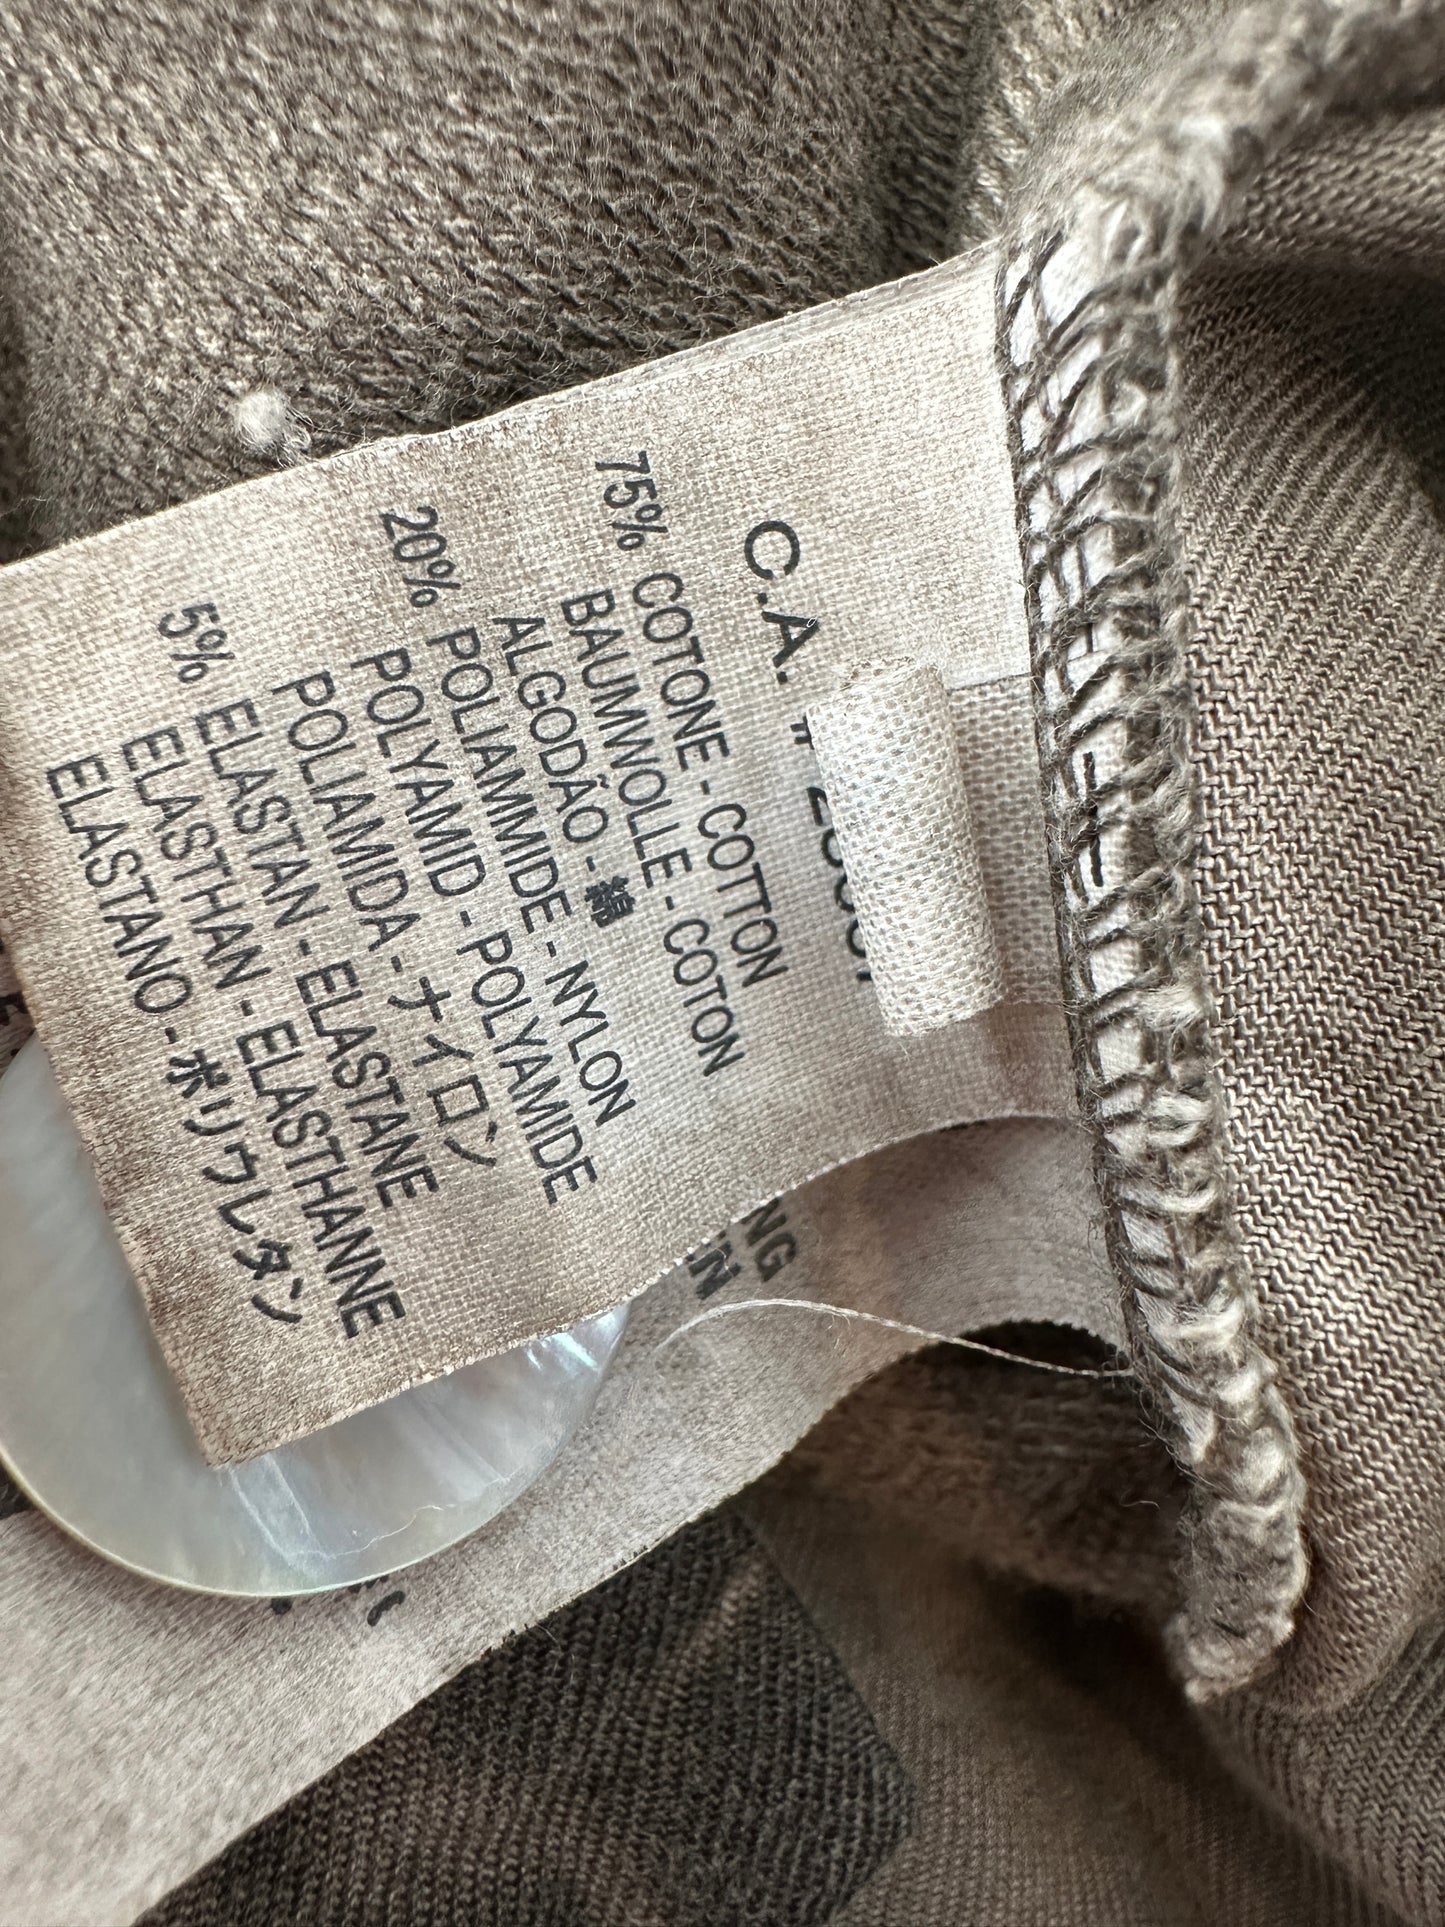 C.A. #
75% COTONE - COTTON
BAUMWOLLE - COTON
ALGODÃO - 綿
20% POLIAMMIDE - NYLON
POLYAMID - POLYAMIDE
POLIAMIDA - ナイロン
5% ELASTAN - ELASTANE
ELASTHAN - ELASTHANNE
ELASTANO - ポリウレタン